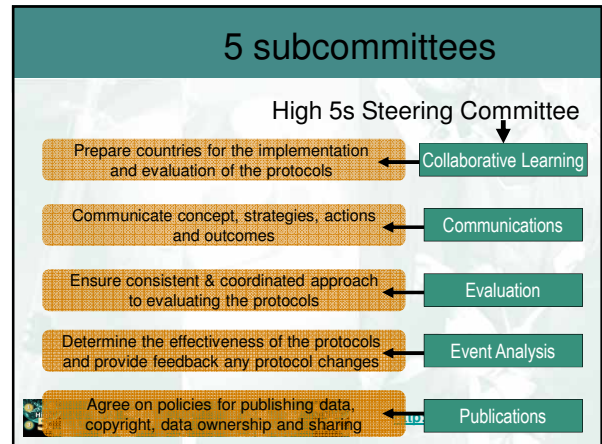 5 subcommittees
High 5s Steering Committee
Prepare countries for the implementation
and evaluation of the protocols
Collaborative Learning
Communicate concept, strategies, actions
and outcomes
Communications
Ensure consistent & coordinated approach
to evaluating the protocols
Evaluation
Determine the effectiveness of the protocols
and provide feedback any protocol changes
Event Analysis
Agree on policies for publishing data,
copyright, data ownership and sharing
Publications